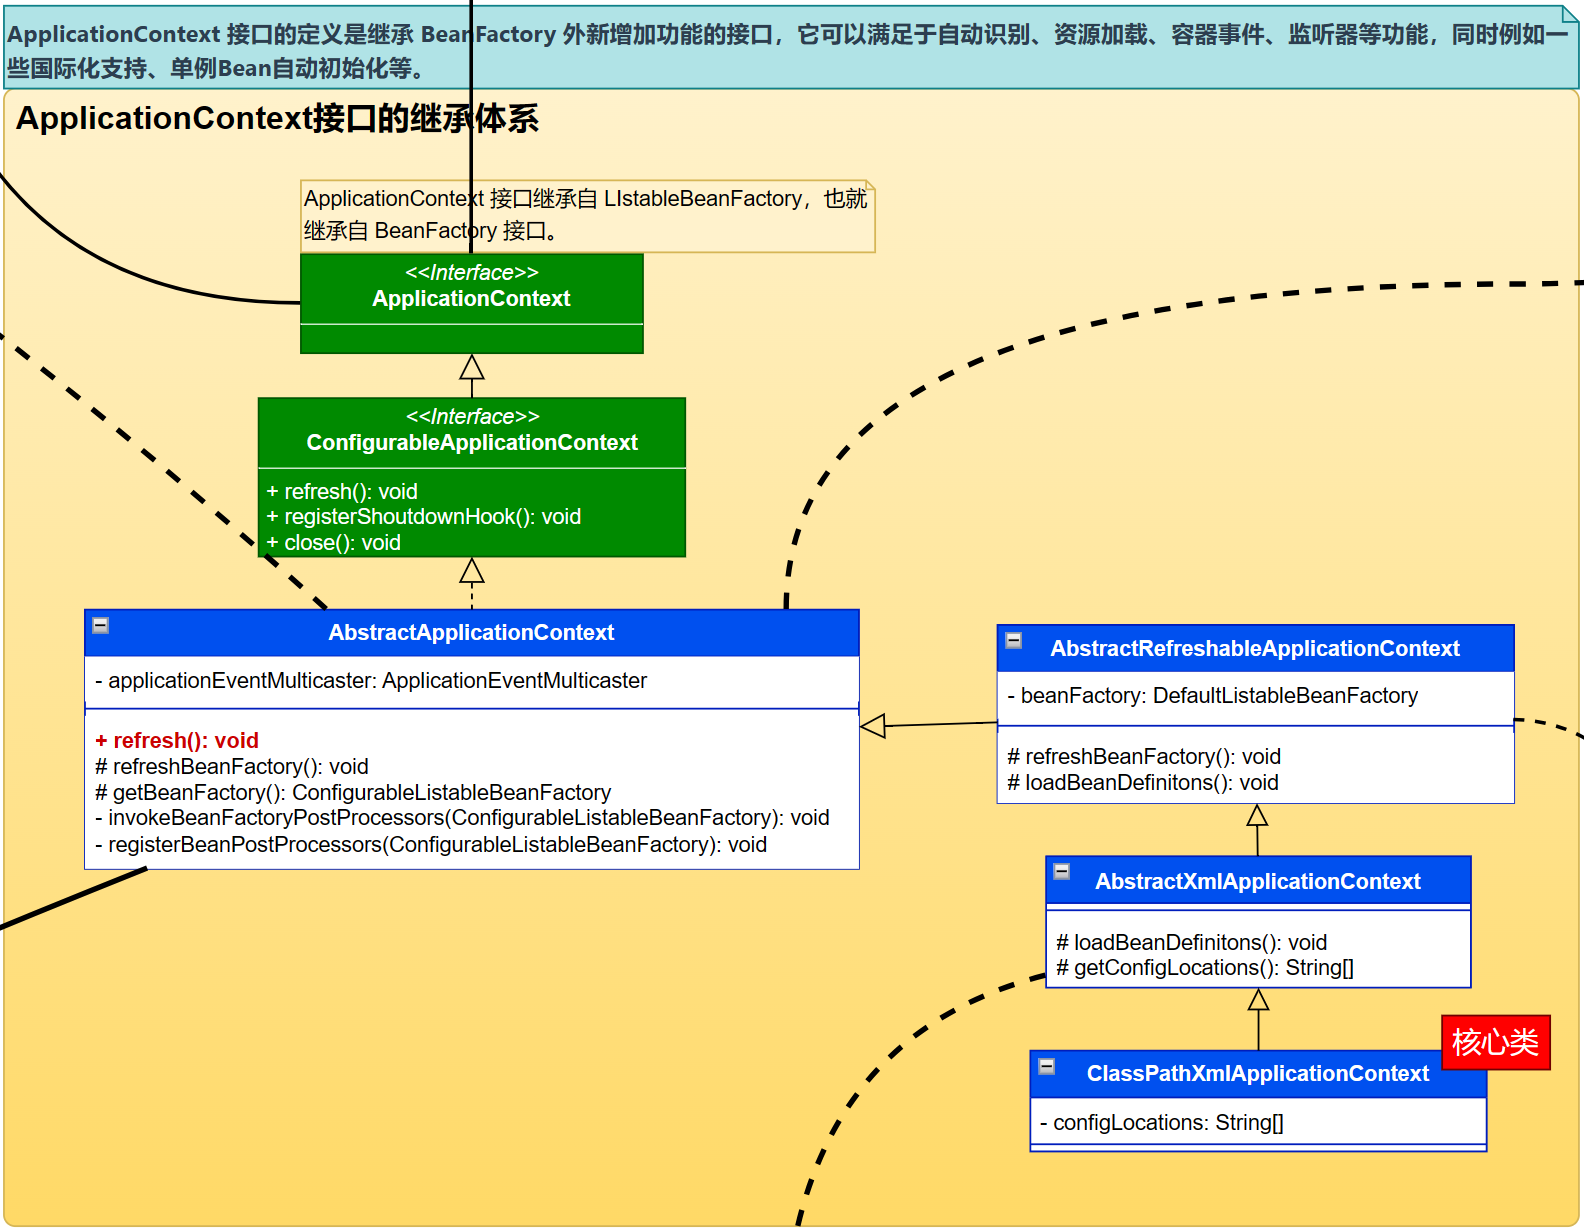 ApplicationContext 接口的定义是继承 BeanFactory 外新增加功能的接口，它可以满足于自动识别、资源加载、容器事件、监听器等功能，同时例如一
些国际化支持、单例Bean自动初始化等。
ApplicationContext接口的继承体系
ApplicationContext 接口继承自 LIstableBeanFactory，也就
继承自 BeanFactory 接口。
<<Interface>>
ApplicationContext
<<Interface>>
ConfigurableApplicationContext
+ refresh(): void
+ registerShoutdownHook(): void
+ close(): void
AbstractApplicationContext
- applicationEventMulticaster: ApplicationEventMulticaster
+ refresh(): void
# refreshBeanFactory(): void
# getBeanFactory(): ConfigurableListableBeanFactory
- invokeBeanFactoryPostProcessors(ConfigurableListableBeanFactory): void
- registerBeanPostProcessors(ConfigurableListableBeanFactory): void
AbstractRefreshableApplicationContext
- beanFactory: DefaultListableBeanFactory
# refreshBeanFactory(): void
# loadBeanDefinitons(): void
AbstractXmlApplicationContext
# loadBeanDefinitons(): void
# getConfigLocations(): String[]
核心类
ClassPathXmlApplicationContext
- configLocations: String[]